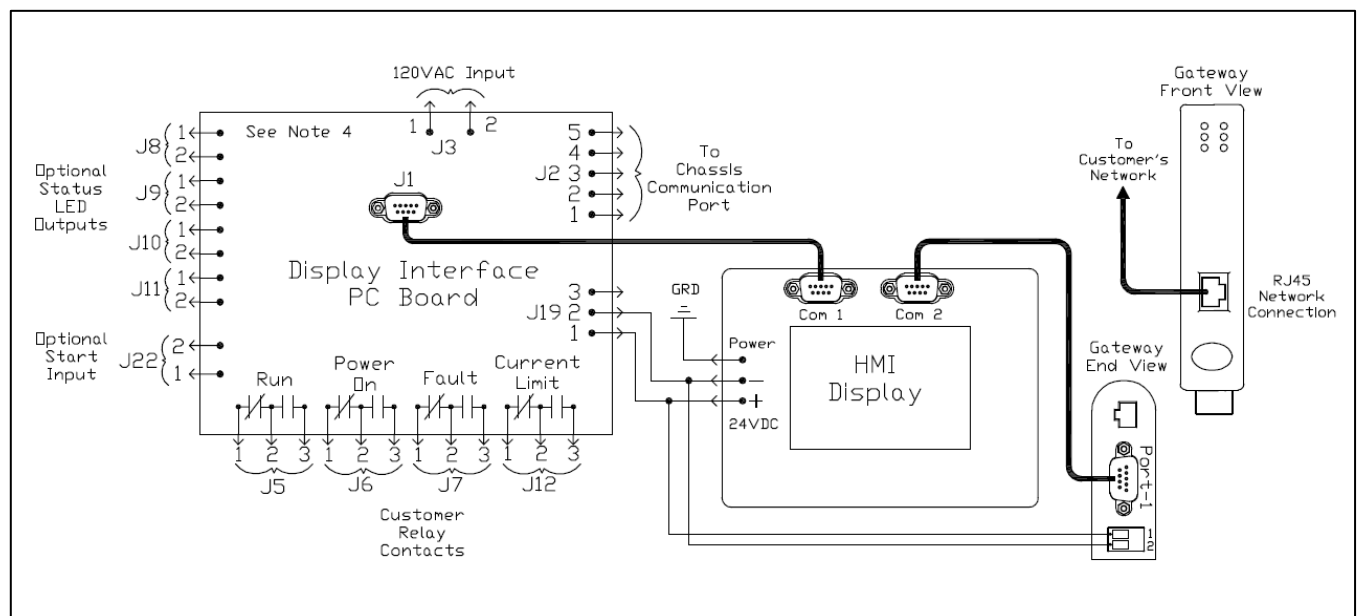 120VAC Input
1 2
J3
See Note 4
J8
1
2
J9
1
2
J10
1
2
J11
1
2
Optional
Status
LED
Outputs
Optional
Start
Input
J22
2
1
J1
Display Interface
PC Board
5
4
J2 3
2
1
To
Chassis
Communication
Port
3
J19 2
1
Run
Power
On
Fault
Current
Limit
1 2 3
1 2 3
1 2 3
1 2 3
J5
J6
J7
J12
Customer
Relay
Contacts
GRD
Power
–
+
24VDC
Com 1
Com 2
HMI
Display
Gateway
Front View
To
Customer's
Network
RJ45
Network
Connection
Gateway
End View
Port-1
1
2